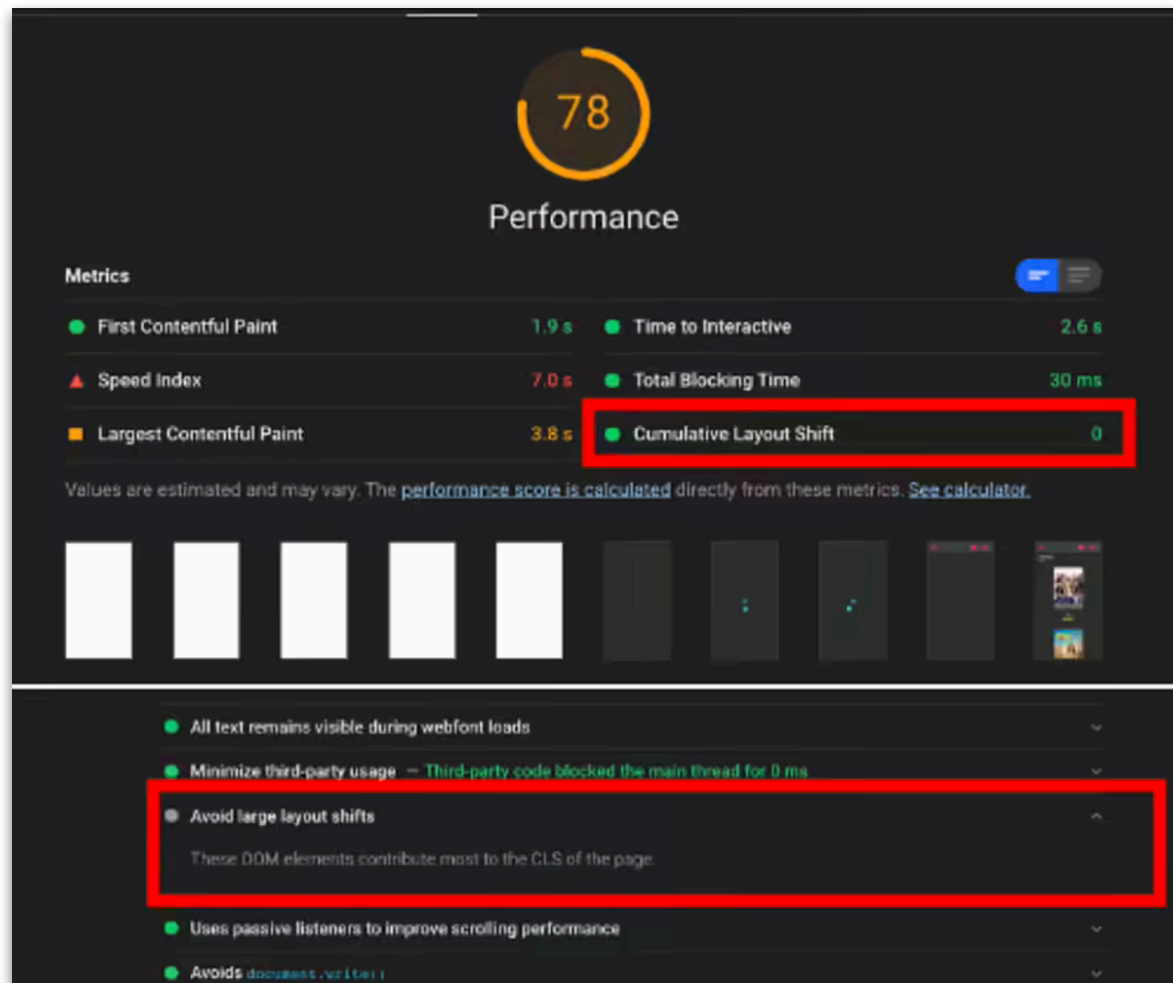 78
Performance
Metrics
First Contentful Paint 1.9 s
Time to Interactive 2.6 s
Speed Index 7.0 s
Total Blocking Time 30 ms
Largest Contentful Paint 3.8 s
Cumulative Layout Shift 0
Values are estimated and may vary. The performance score is calculated directly from these metrics. See calculator.
All text remains visible during webfont loads
Minimize third-party usage — Third-party code blocked the main thread for 0 ms
Avoid large layout shifts
These DOM elements contribute most to the CLS of the page.
Uses passive listeners to improve scrolling performance
Avoids document.write()